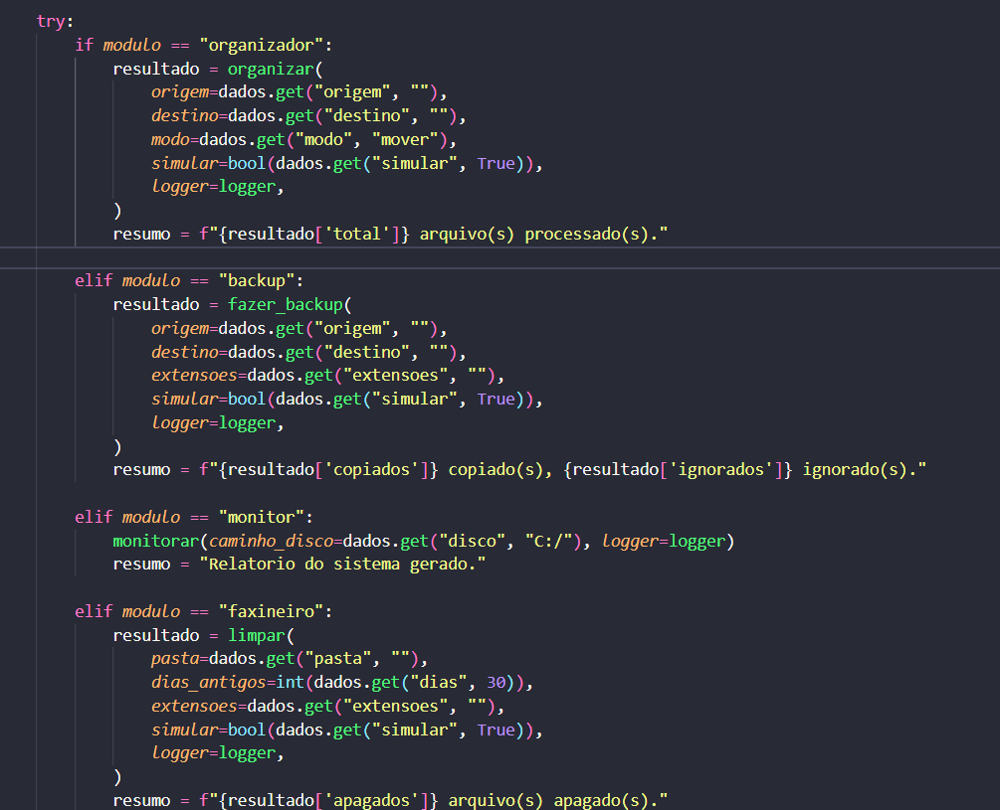 try:
    if modulo == "organizador":
        resultado = organizar(
            origem=dados.get("origem", ""),
            destino=dados.get("destino", ""),
            modo=dados.get("modo", "mover"),
            simular=bool(dados.get("simular", True)),
            logger=logger,
        )
        resumo = f"{resultado['total']} arquivo(s) processado(s)."

    elif modulo == "backup":
        resultado = fazer_backup(
            origem=dados.get("origem", ""),
            destino=dados.get("destino", ""),
            extensoes=dados.get("extensoes", ""),
            simular=bool(dados.get("simular", True)),
            logger=logger,
        )
        resumo = f"{resultado['copiados']} copiado(s), {resultado['ignorados']} ignorado(s)."

    elif modulo == "monitor":
        monitorar(caminho_disco=dados.get("disco", "C:/"), logger=logger)
        resumo = "Relatorio do sistema gerado."

    elif modulo == "faxineiro":
        resultado = limpar(
            pasta=dados.get("pasta", ""),
            dias_antigos=int(dados.get("dias", 30)),
            extensoes=dados.get("extensoes", ""),
            simular=bool(dados.get("simular", True)),
            logger=logger,
        )
        resumo = f"{resultado['apagados']} arquivo(s) apagado(s)."